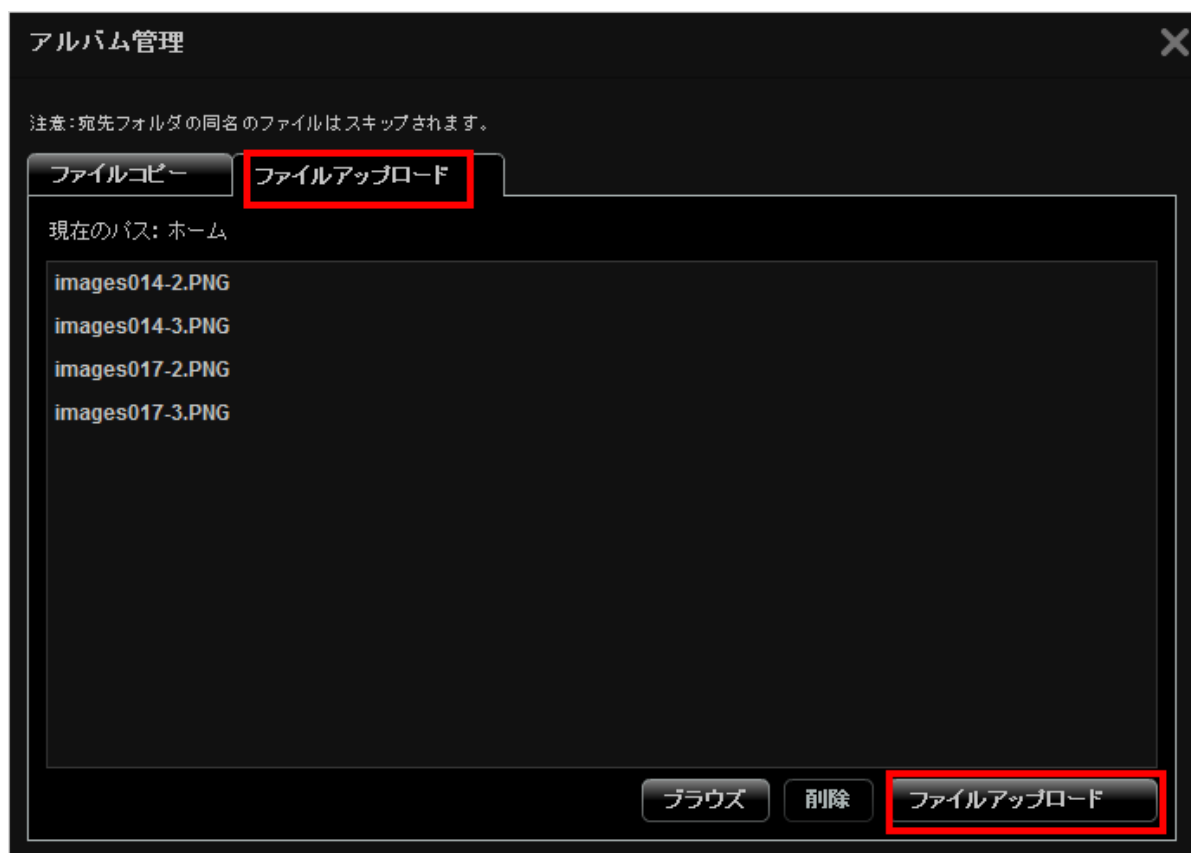 アルバム管理
注意:宛先フォルダの同名のファイルはスキップされます。
ファイルコピー ファイルアップロード
現在のパス: ホーム
images014-2.PNG
images014-3.PNG
images017-2.PNG
images017-3.PNG
ブラウズ 削除 ファイルアップロード